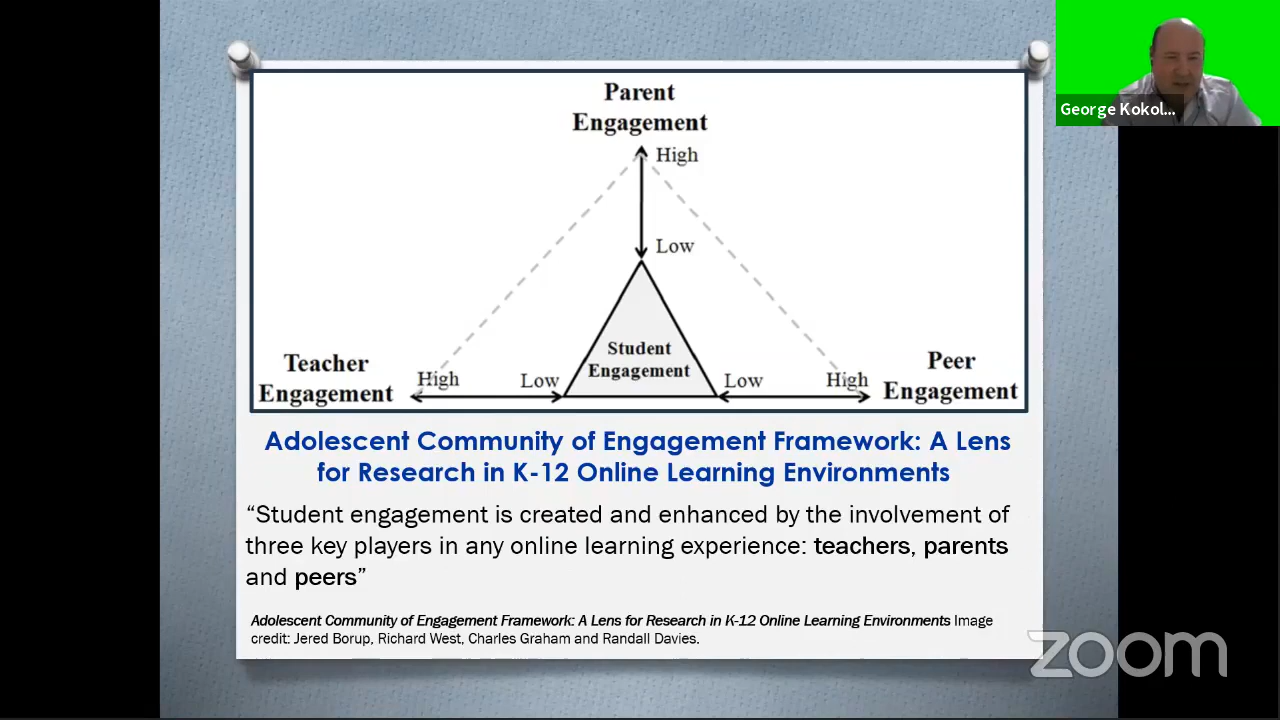 George Kokol...
Parent
Engagement
High
Low
Student
Engagement
Teacher
Engagement
High
Low
Low
High
Peer
Engagement
Adolescent Community of Engagement Framework: A Lens
for Research in K-12 Online Learning Environments
“Student engagement is created and enhanced by the involvement of
three key players in any online learning experience: teachers, parents
and peers”
Adolescent Community of Engagement Framework: A Lens for Research in K-12 Online Learning Environments Image
credit: Jered Borup, Richard West, Charles Graham and Randall Davies.
zoom